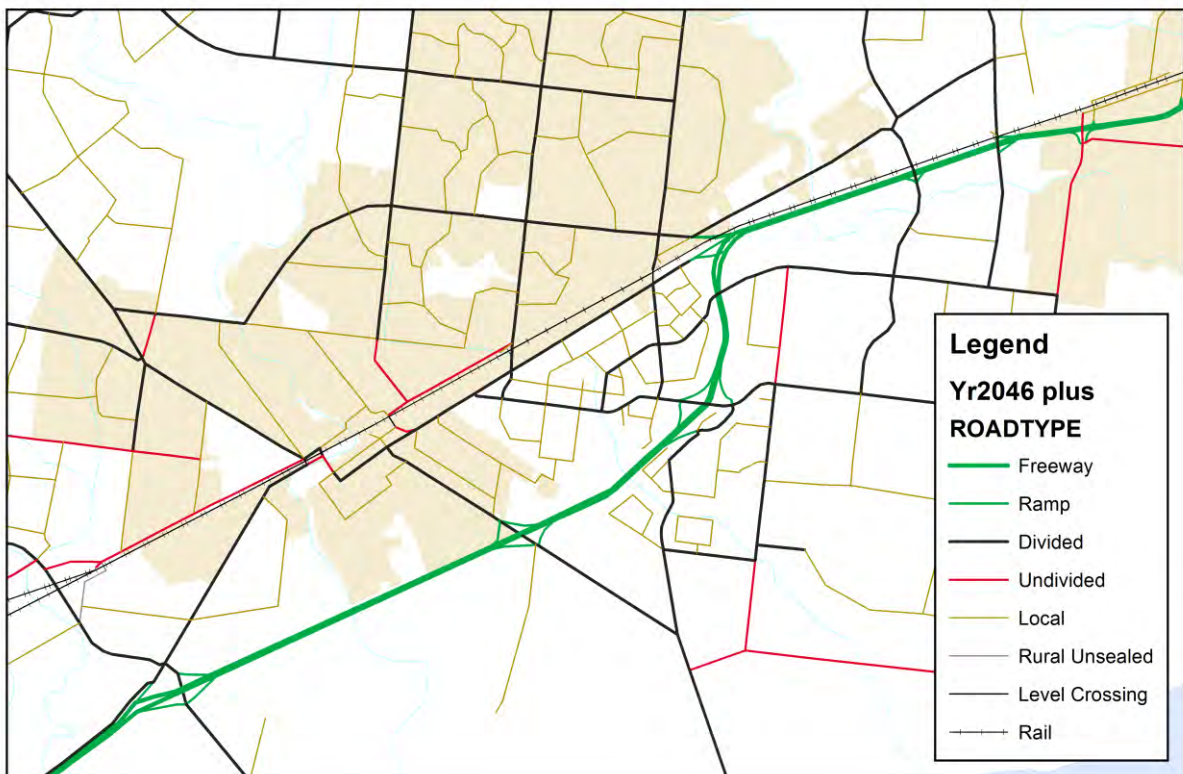 Legend
Yr2046 plus
ROADTYPE
Freeway
Ramp
Divided
Undivided
Local
Rural Unsealed
Level Crossing
Rail